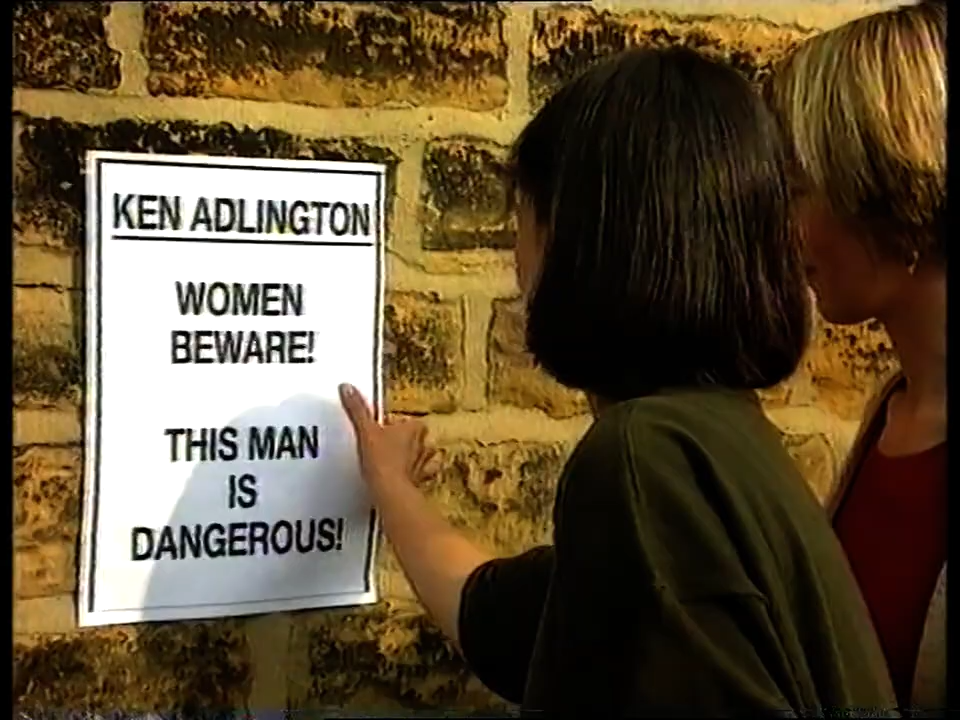 KEN ADLINGTON
WOMEN
BEWARE!
THIS MAN
IS
DANGEROUS!